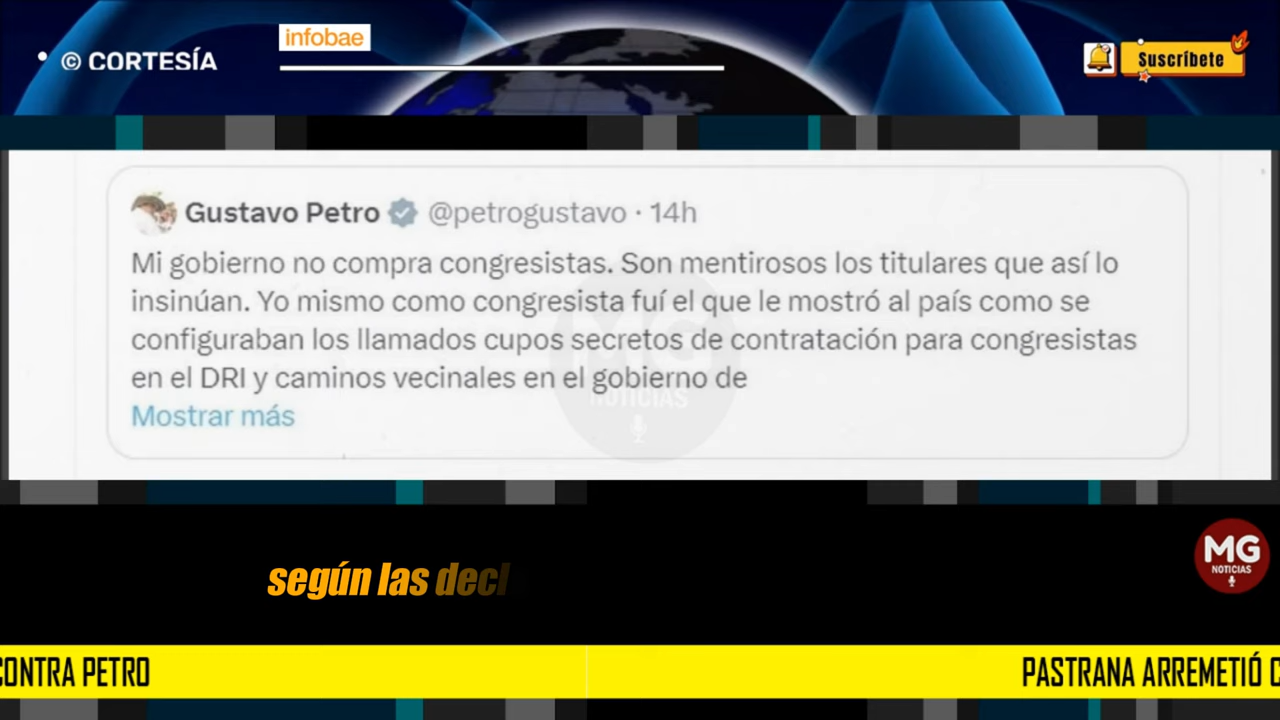 infobae
© CORTESÍA
Suscríbete
Gustavo Petro @petrogustavo · 14h
Mi gobierno no compra congresistas. Son mentirosos los titulares que así lo
insinúan. Yo mismo como congresista fuí el que le mostró al país como se
configuraban los llamados cupos secretos de contratación para congresistas
en el DRI y caminos vecinales en el gobierno de
Mostrar más
MG
NOTICIAS
según las decl
MG
NOTICIAS
CONTRA PETRO
PASTRANA ARREMETIÓ C